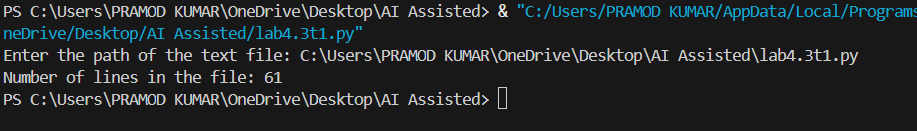 PS C:\Users\PRAMOD KUMAR\OneDrive\Desktop\AI Assisted> & "C:/Users/PRAMOD KUMAR/AppData/Local/Programs
neDrive/Desktop/AI Assisted/lab4.3t1.py"
Enter the path of the text file: C:\Users\PRAMOD KUMAR\OneDrive\Desktop\AI Assisted\lab4.3t1.py
Number of lines in the file: 61
PS C:\Users\PRAMOD KUMAR\OneDrive\Desktop\AI Assisted>